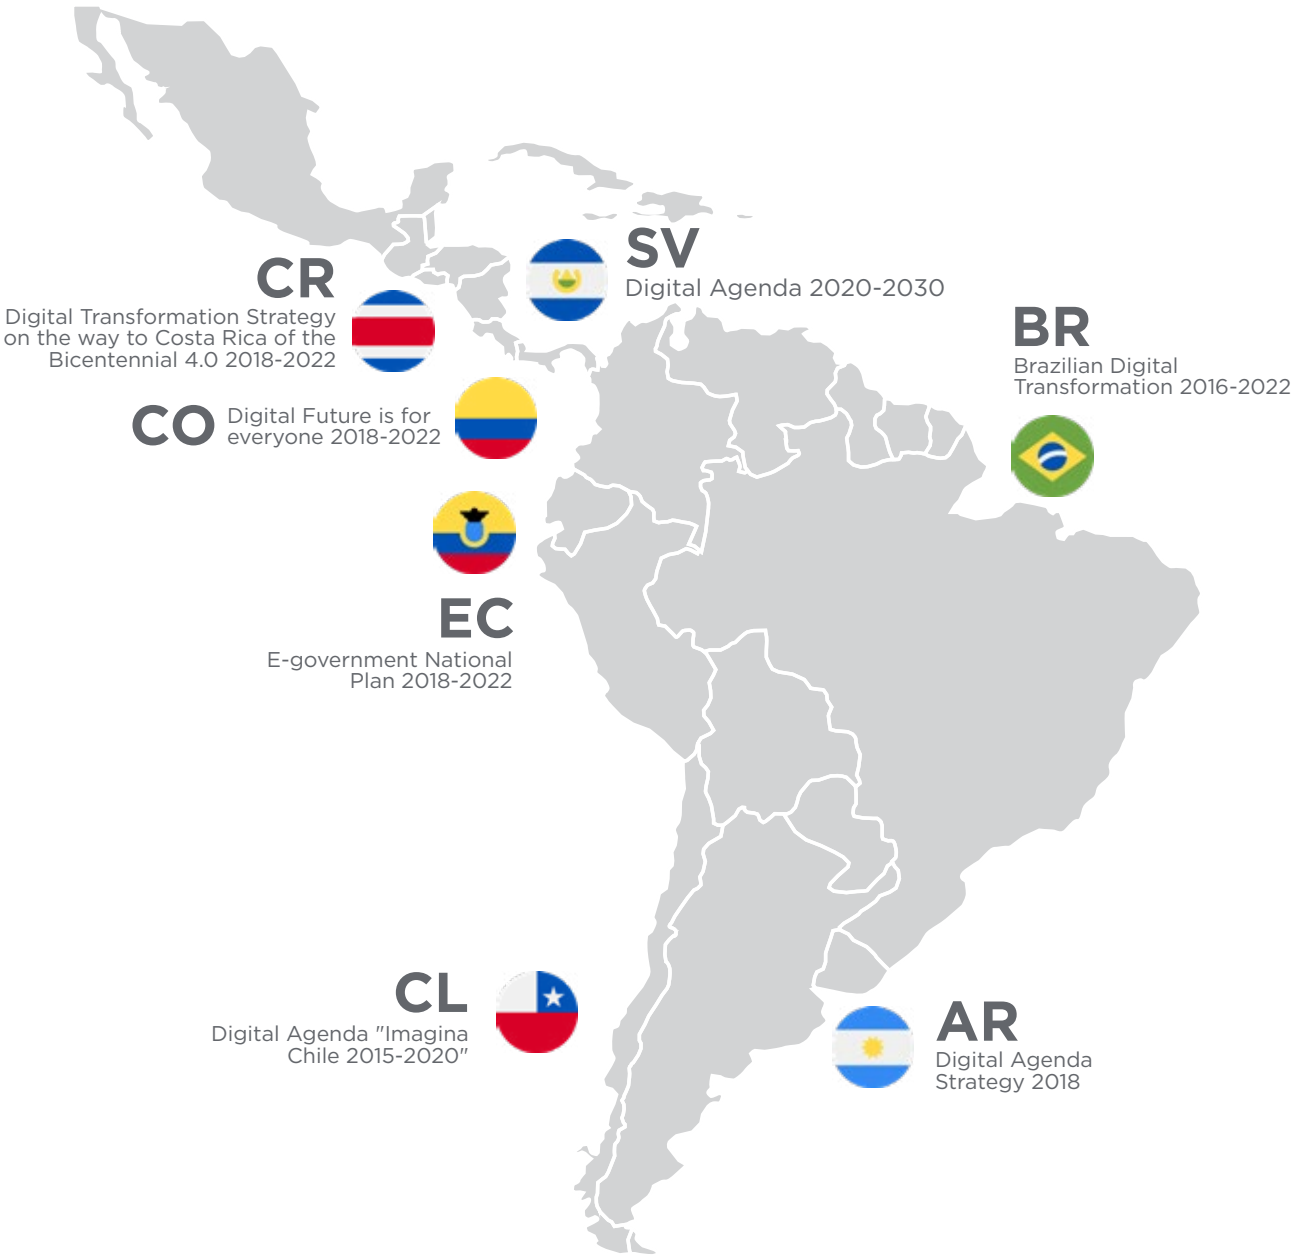 SV
Digital Agenda 2020-2030
CR
Digital Transformation Strategy
on the way to Costa Rica of the
Bicentennial 4.0 2018-2022
BR
Brazilian Digital
Transformation 2016-2022
CO
Digital Future is for
everyone 2018-2022
EC
E-government National
Plan 2018-2022
CL
Digital Agenda "Imagina
Chile 2015-2020"
AR
Digital Agenda
Strategy 2018